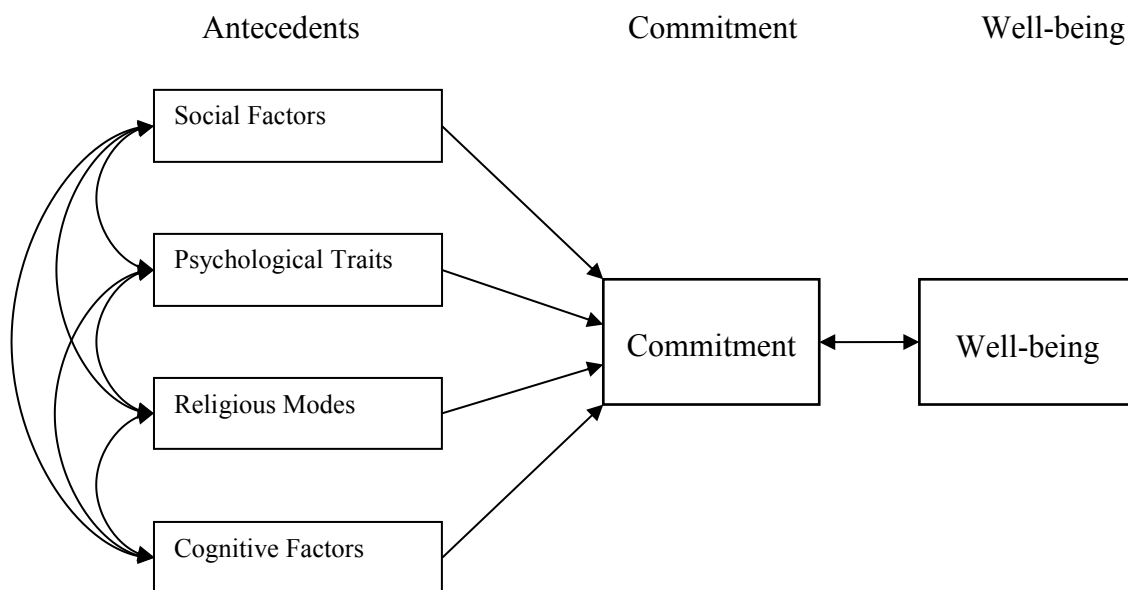 Antecedents Commitment Well-being
Social Factors
Psychological Traits
Religious Modes
Cognitive Factors
Commitment
Well-being